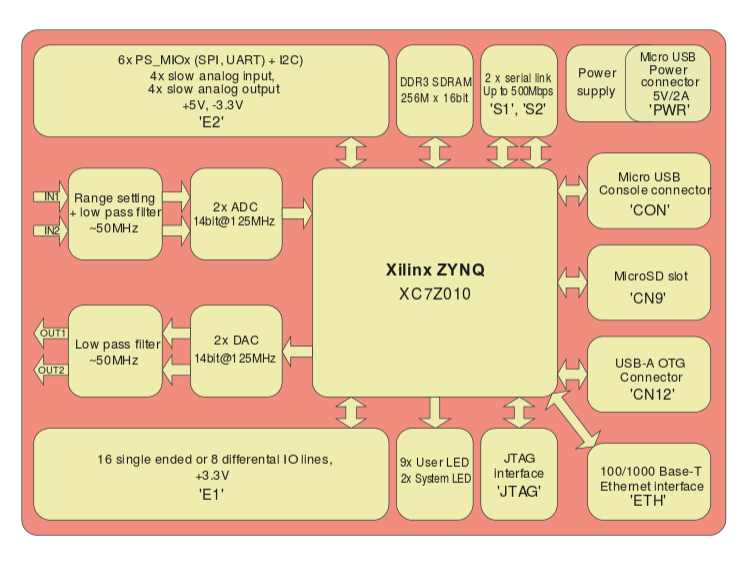 6x PS_MIOx (SPI, UART) + I2C)
4x slow analog input,
4x slow analog output
+5V, -3.3V
'E2'
DDR3 SDRAM
256M x 16bit
2 x serial link
Up to 500Mbps
'S1', 'S2'
Power
supply
Micro USB
Power
connector
5V/2A
'PWR'
IN1
IN2
Range setting
+ low pass filter
~50MHz
2x ADC
14bit@125MHz
Xilinx ZYNQ
XC7Z010
Micro USB
Console connector
'CON'
MicroSD slot
'CN9'
OUT1
OUT2
Low pass filter
~50MHz
2x DAC
14bit@125MHz
USB-A OTG
Connector
'CN12'
16 single ended or 8 differental IO lines,
+3.3V
'E1'
9x User LED
2x System LED
JTAG
interface
'JTAG'
100/1000 Base-T
Ethernet interface
'ETH'